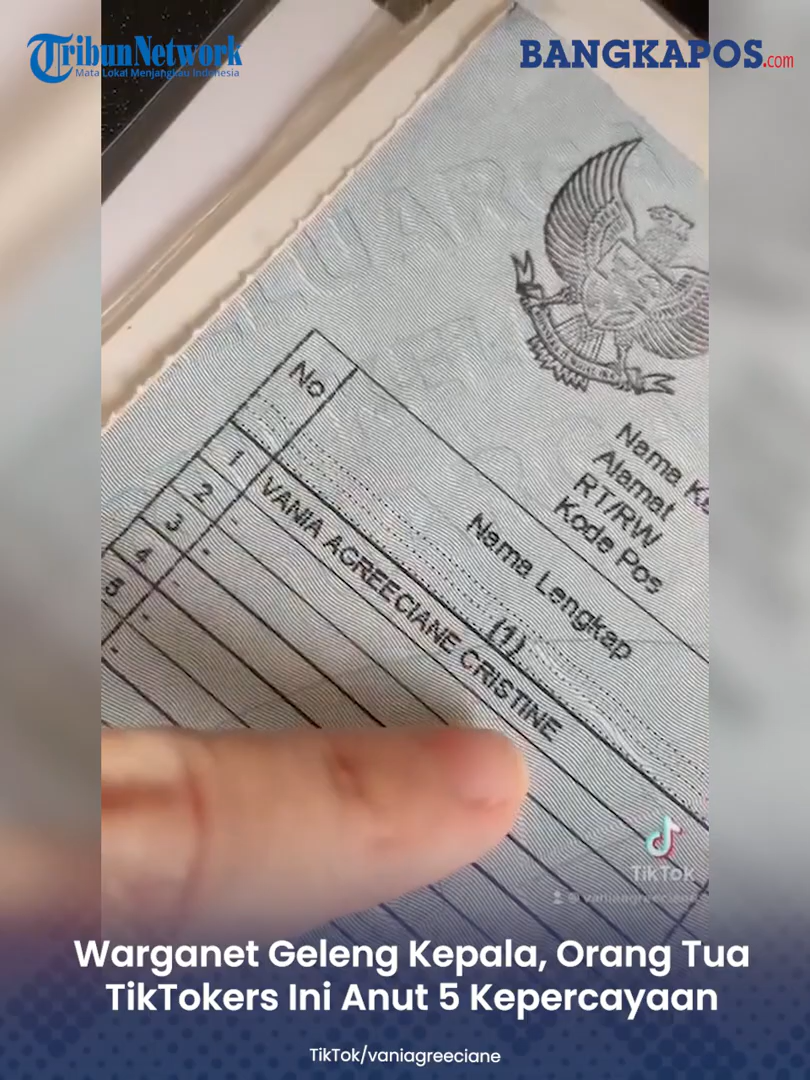 TribunNetwork
Mata Lokal Menjangkau Indonesia
BANGKAPOS.com
No
Nama
Alamat
RT/RW
Kode Pos
Nama Lengkap
(1)
1 VANIA AGREECIANE CRISTINE
2 -
3 -
4 -
5 -
TikTok
Warganet Geleng Kepala, Orang Tua
TikTokers Ini Anut 5 Kepercayaan
TikTok/vaniagreeciane